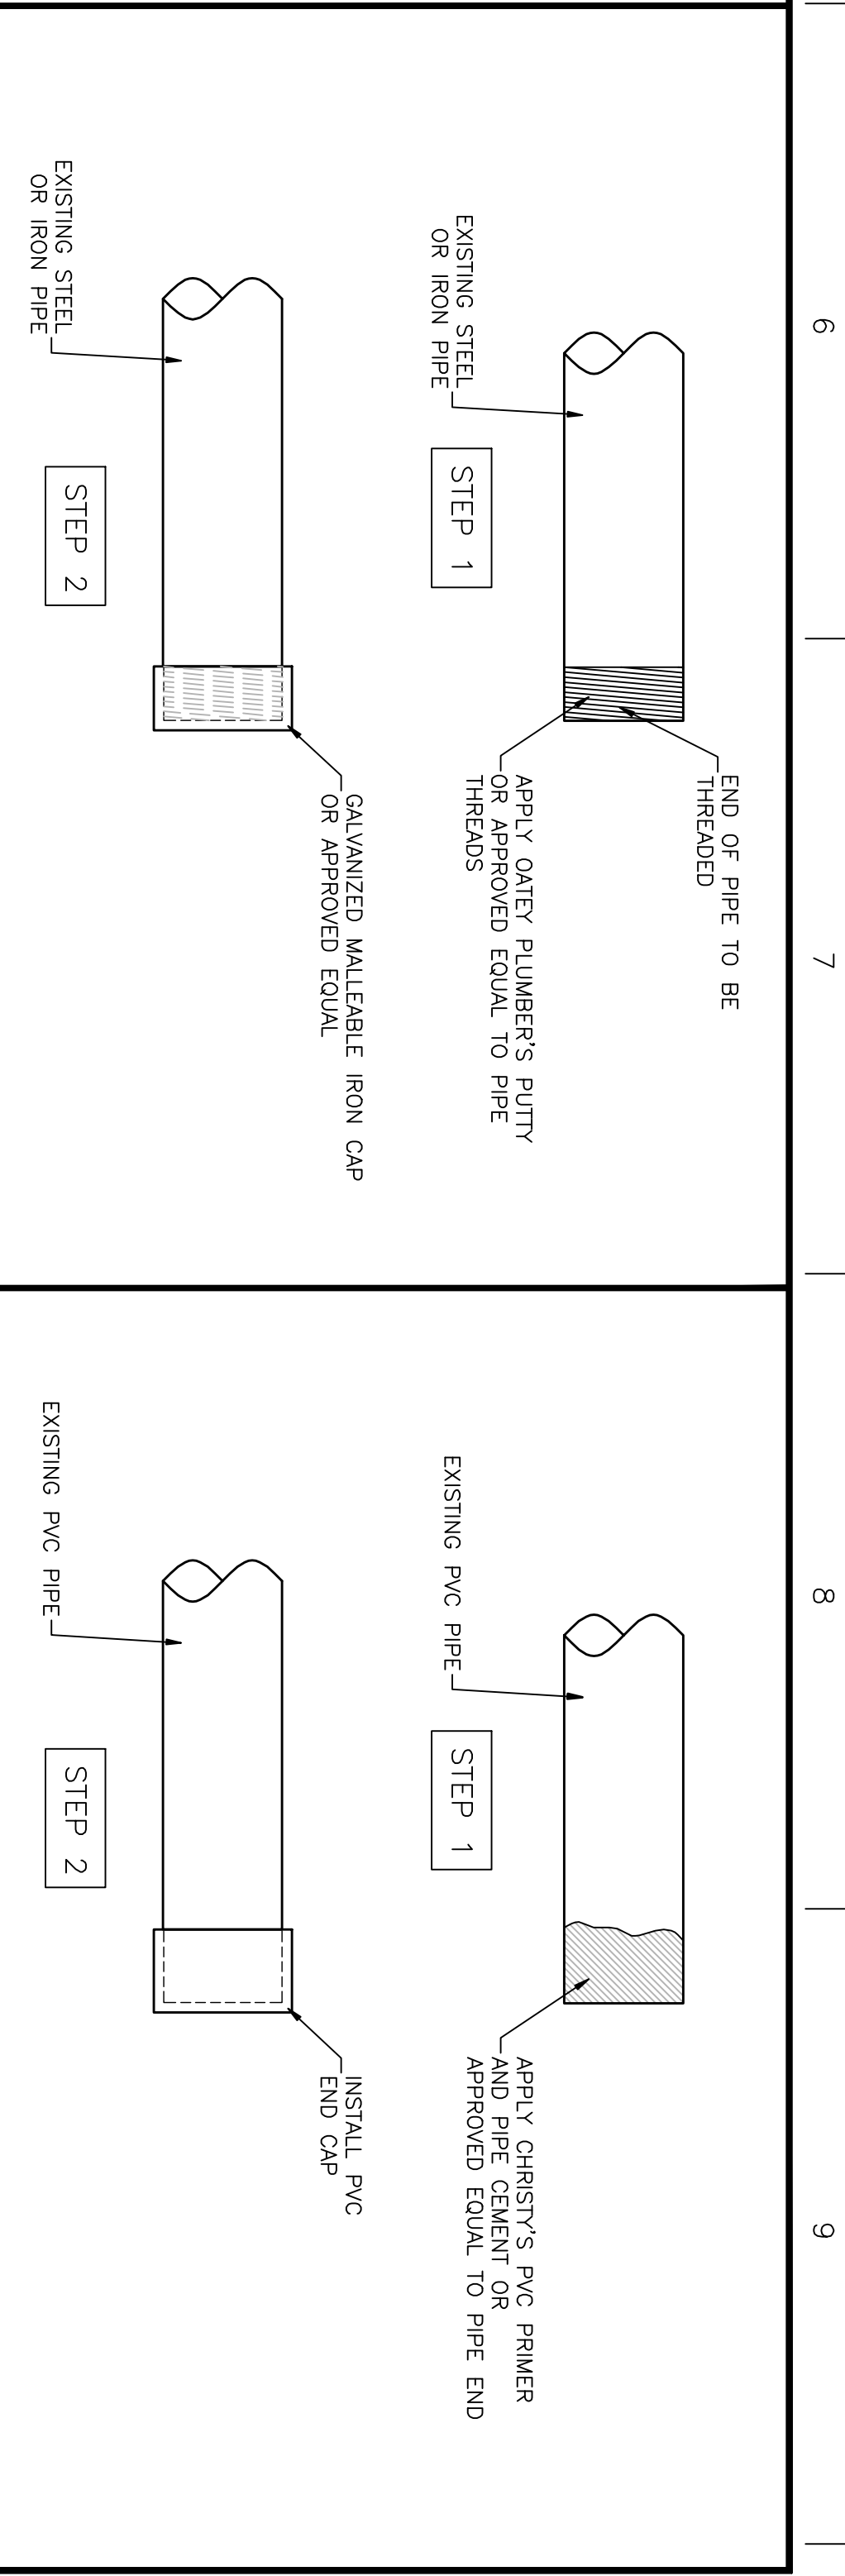 6
7
8
9
END OF PIPE TO BE
THREADED
APPLY OATEY PLUMBER'S PUTTY
OR APPROVED EQUAL TO PIPE
THREADS
EXISTING STEEL
OR IRON PIPE
STEP 1
GALVANIZED MALLEABLE IRON CAP
OR APPROVED EQUAL
EXISTING STEEL
OR IRON PIPE
STEP 2
APPLY CHRISTY'S PVC PRIMER
AND PIPE CEMENT OR
APPROVED EQUAL TO PIPE END
EXISTING PVC PIPE
STEP 1
INSTALL PVC
END CAP
EXISTING PVC PIPE
STEP 2